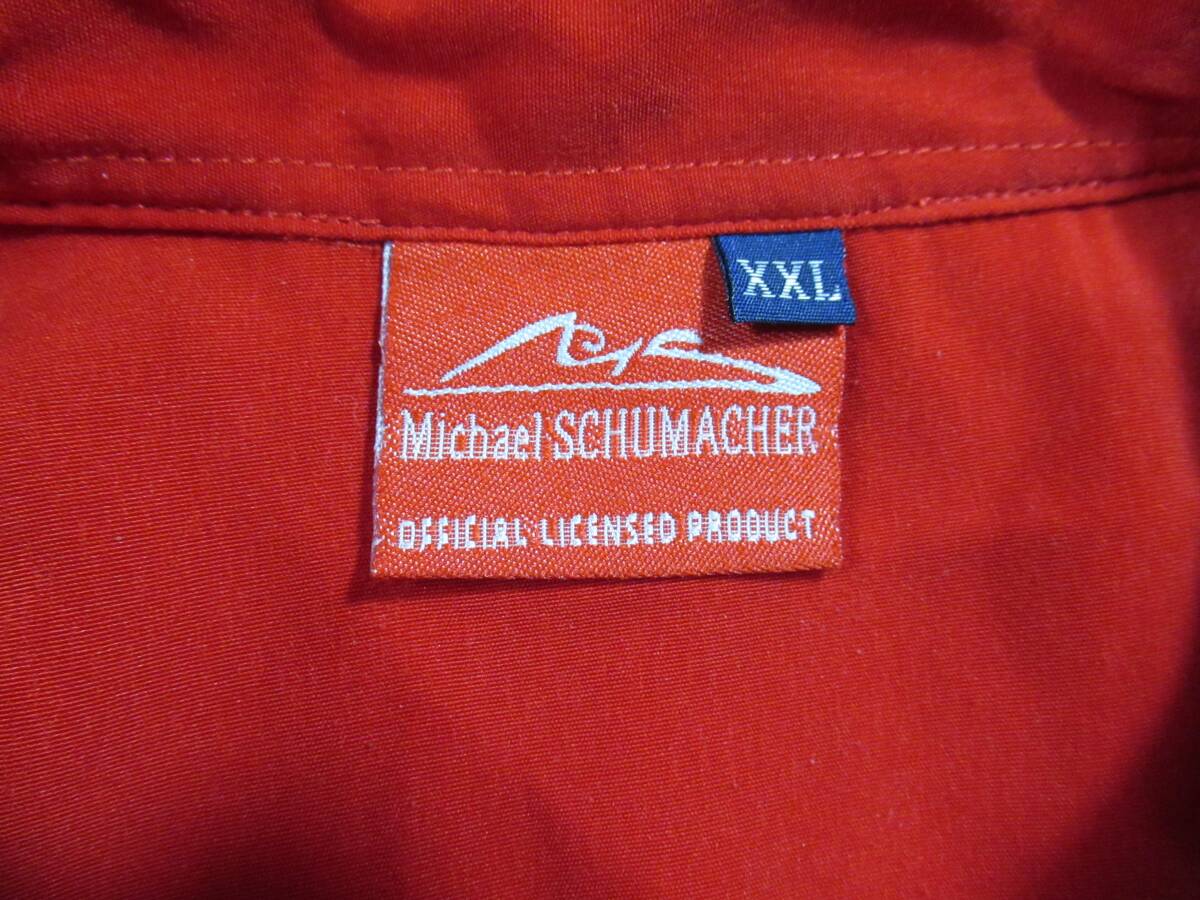 XXL
Michael SCHUMACHER
OFFICIAL LICENSED PRODUCT